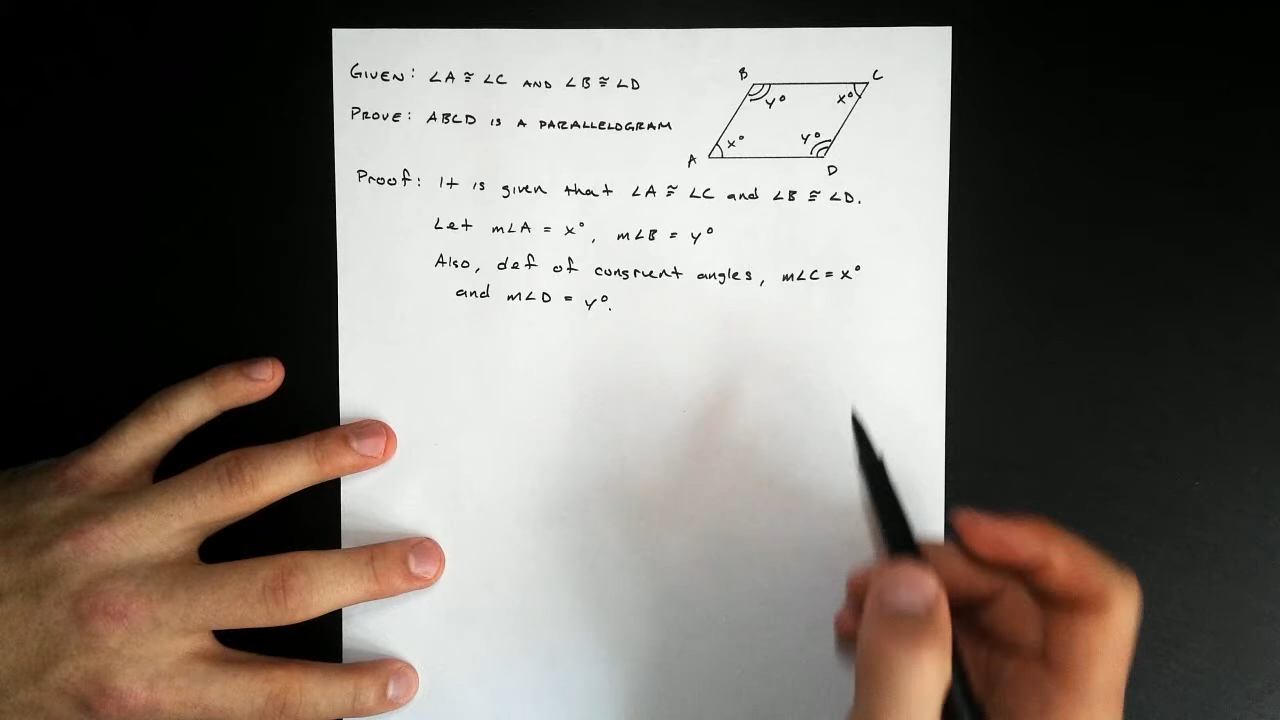 GIVEN: ∠A ≅ ∠C AND ∠B ≅ ∠D
PROVE: ABCD IS A PARALLELOGRAM
B C
y° x°
x° y°
A D
Proof: It is given that ∠A ≅ ∠C and ∠B ≅ ∠D.
Let m∠A = x°, m∠B = y°
Also, def of congruent angles, m∠C = x°
and m∠D = y°.